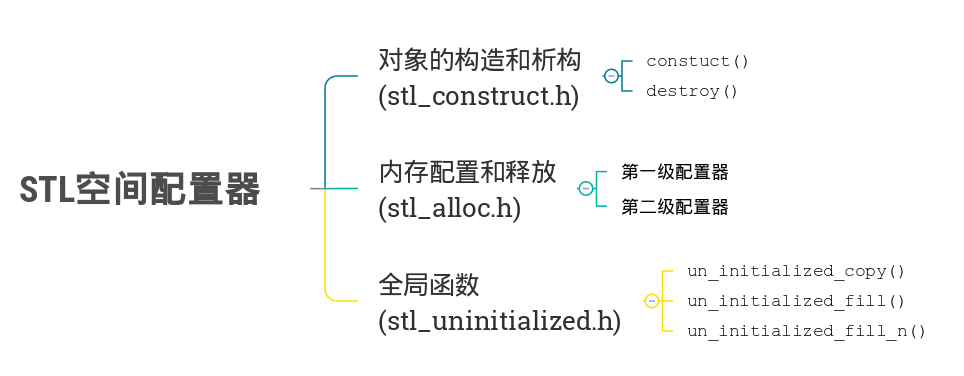 STL空间配置器
对象的构造和析构
(stl_construct.h)
constuct()
destroy()
内存配置和释放
(stl_alloc.h)
第一级配置器
第二级配置器
全局函数
(stl_uninitialized.h)
un_initialized_copy()
un_initialized_fill()
un_initialized_fill_n()